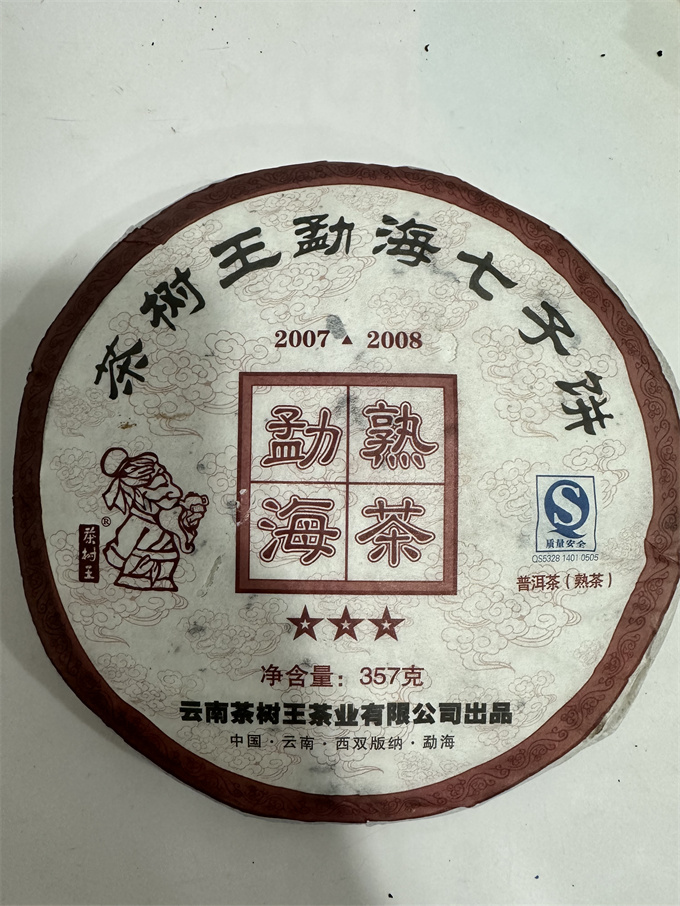 茶树王勐海七子饼
2007 ▲ 2008
勐海
熟茶
茶树王
®
质量安全
QS5328 1401 0505
普洱茶（熟茶）
净含量：357克
云南茶树王茶业有限公司出品
中国·云南·西双版纳·勐海